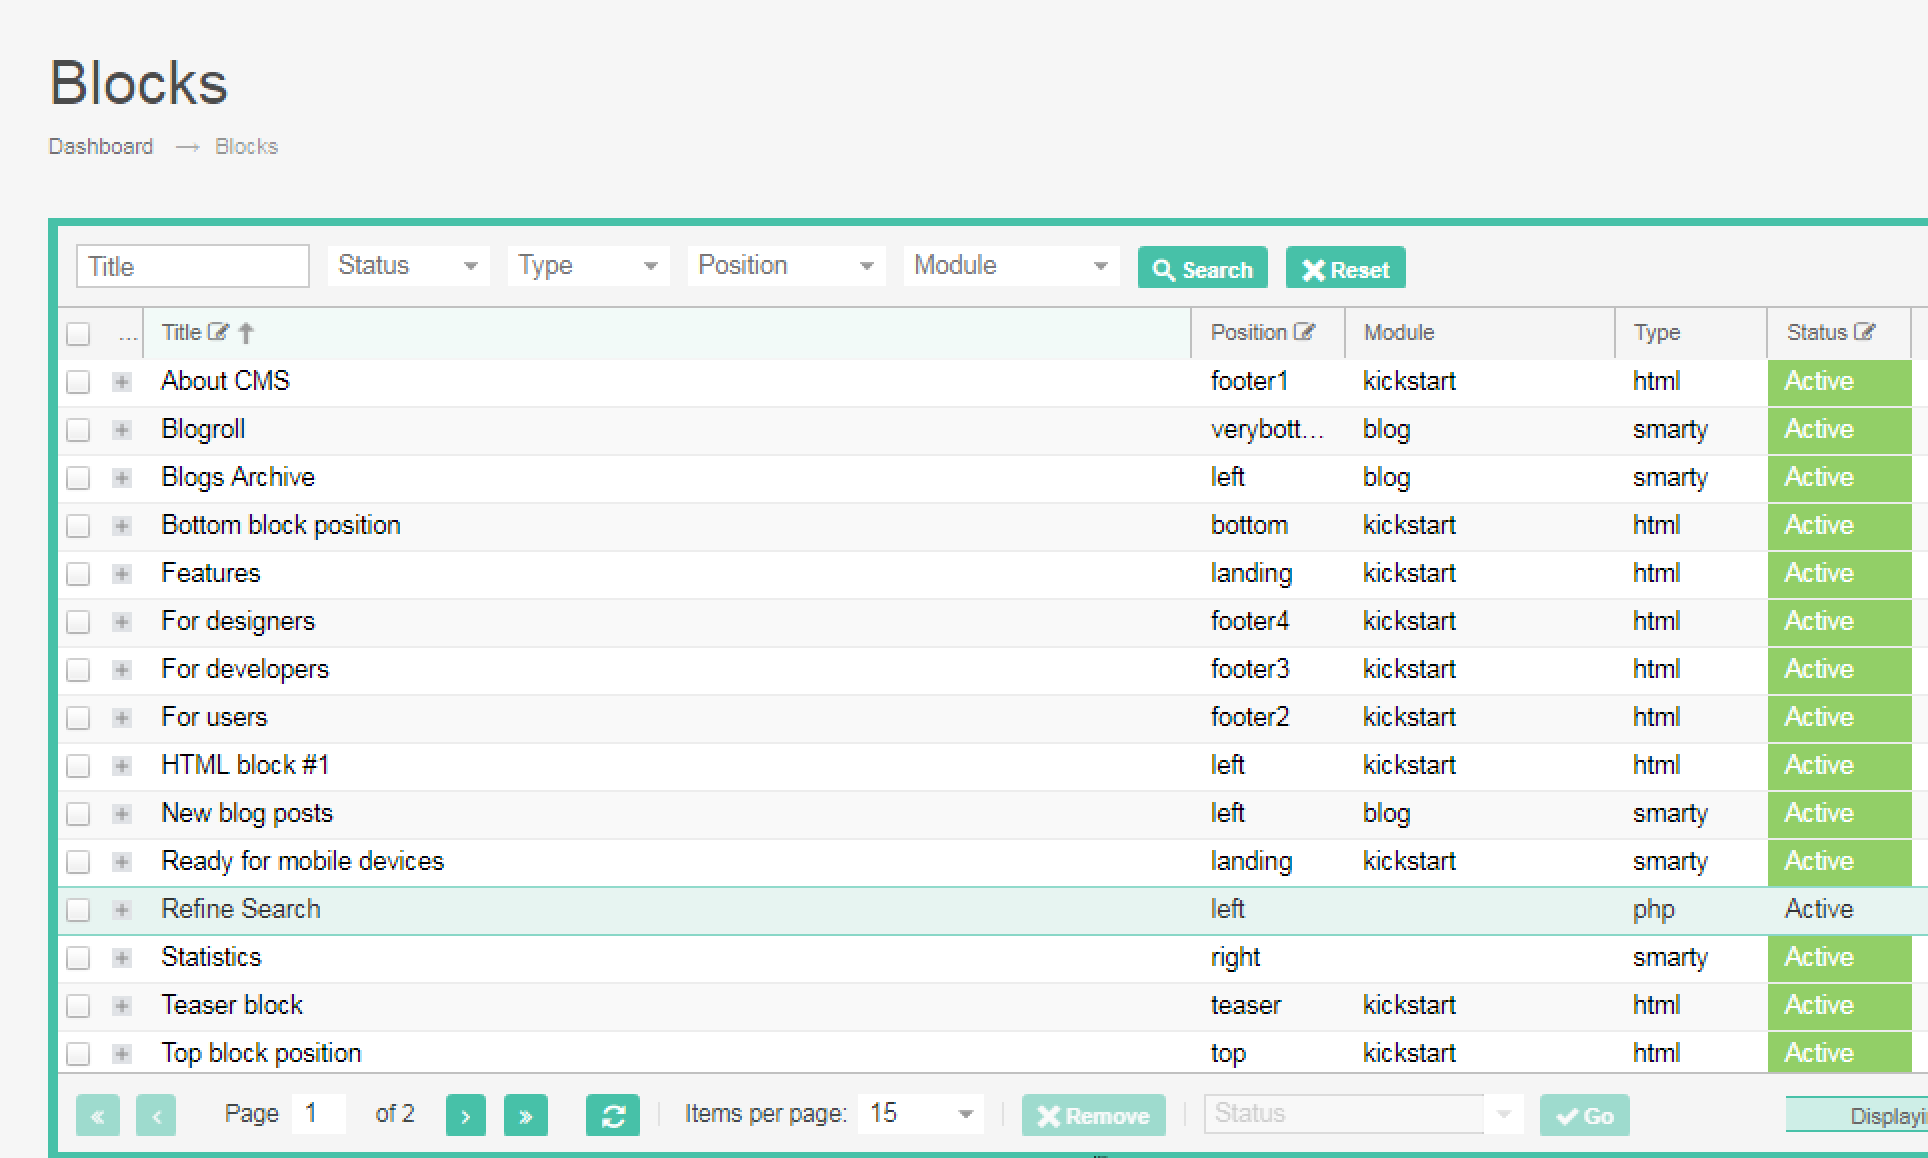 Blocks
Dashboard → Blocks
Title Status Type Position Module Search Reset
... Title Position Module Type Status
About CMS footer1 kickstart html Active
Blogroll verybott... blog smarty Active
Blogs Archive left blog smarty Active
Bottom block position bottom kickstart html Active
Features landing kickstart html Active
For designers footer4 kickstart html Active
For developers footer3 kickstart html Active
For users footer2 kickstart html Active
HTML block #1 left kickstart html Active
New blog posts left blog smarty Active
Ready for mobile devices landing kickstart smarty Active
Refine Search left php Active
Statistics right smarty Active
Teaser block teaser kickstart html Active
Top block position top kickstart html Active
« ‹ Page 1 of 2 › » Items per page: 15 Remove Status Go